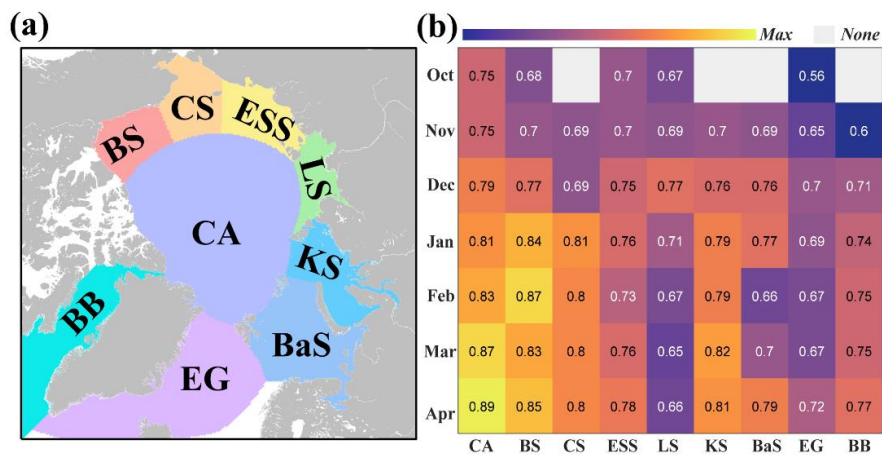 (a)
CS
ESS
BS
LS
CA
KS
BB
BaS
EG
(b)
Max None
Oct 0.75 0.68 0.7 0.67 0.56
Nov 0.75 0.7 0.69 0.7 0.69 0.7 0.69 0.65 0.6
Dec 0.79 0.77 0.69 0.75 0.77 0.76 0.76 0.7 0.71
Jan 0.81 0.84 0.81 0.76 0.71 0.79 0.77 0.69 0.74
Feb 0.83 0.87 0.8 0.73 0.67 0.79 0.66 0.67 0.75
Mar 0.87 0.83 0.8 0.76 0.65 0.82 0.7 0.67 0.75
Apr 0.89 0.85 0.8 0.78 0.66 0.81 0.79 0.72 0.77
CA BS CS ESS LS KS BaS EG BB